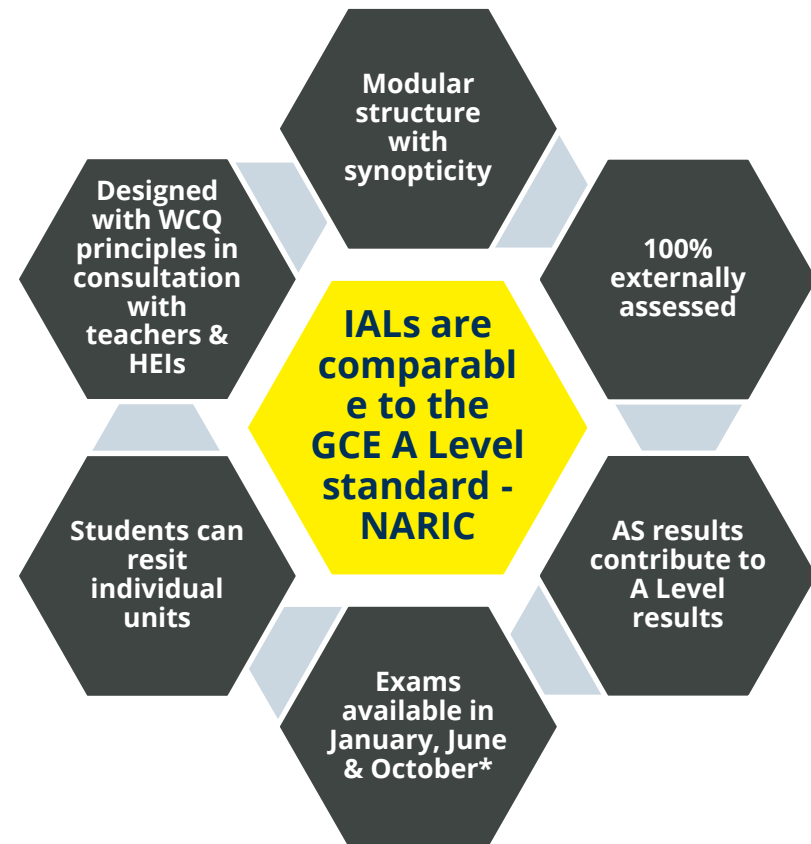 Modular
structure
with
synopticity
100%
externally
assessed
AS results
contribute to
A Level
results
Exams
available in
January, June
& October*
Students can
resit
individual
units
Designed
with WCQ
principles in
consultation
with
teachers &
HEIs
IALs are
comparabl
e to the
GCE A Level
standard -
NARIC